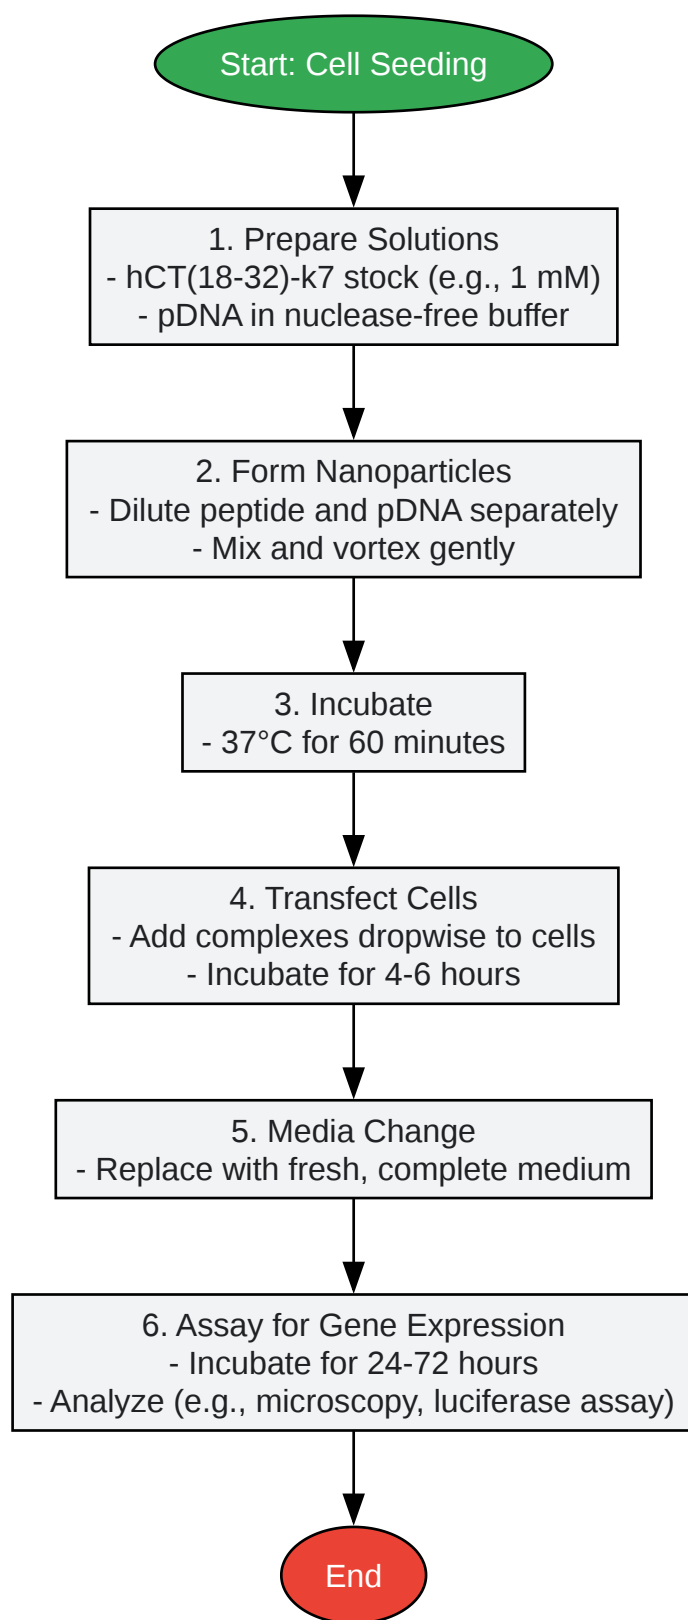 Start: Cell Seeding
1. Prepare Solutions
- hCT(18-32)-k7 stock (e.g., 1 mM)
- pDNA in nuclease-free buffer
2. Form Nanoparticles
- Dilute peptide and pDNA separately
- Mix and vortex gently
3. Incubate
- 37°C for 60 minutes
4. Transfect Cells
- Add complexes dropwise to cells
- Incubate for 4-6 hours
5. Media Change
- Replace with fresh, complete medium
6. Assay for Gene Expression
- Incubate for 24-72 hours
- Analyze (e.g., microscopy, luciferase assay)
End